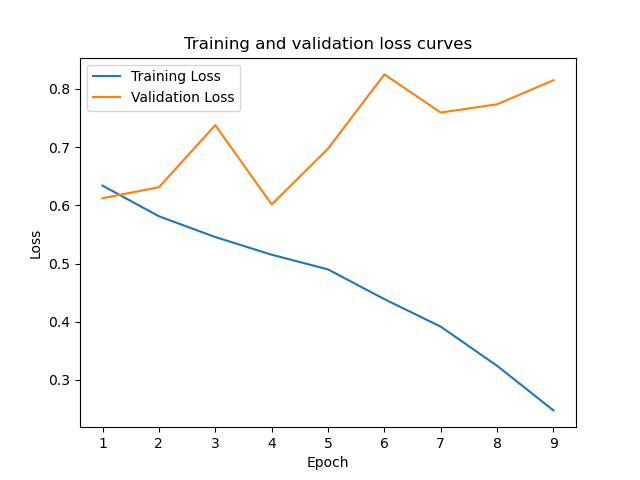 Training and validation loss curves
Training Loss
Validation Loss
0.8
0.7
0.6
0.5
0.4
0.3
Loss
1 2 3 4 5 6 7 8 9
Epoch